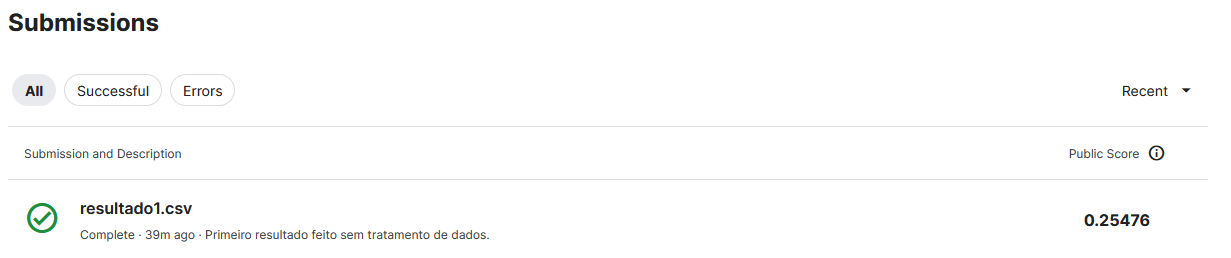 Submissions
All Successful Errors Recent
Submission and Description Public Score
resultado1.csv
0.25476
Complete · 39m ago · Primeiro resultado feito sem tratamento de dados.